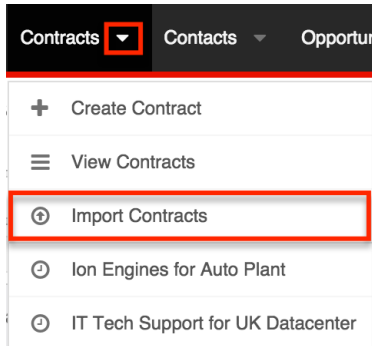 Contracts Contacts Opportun
Create Contract
View Contracts
Import Contracts
Ion Engines for Auto Plant
IT Tech Support for UK Datacenter